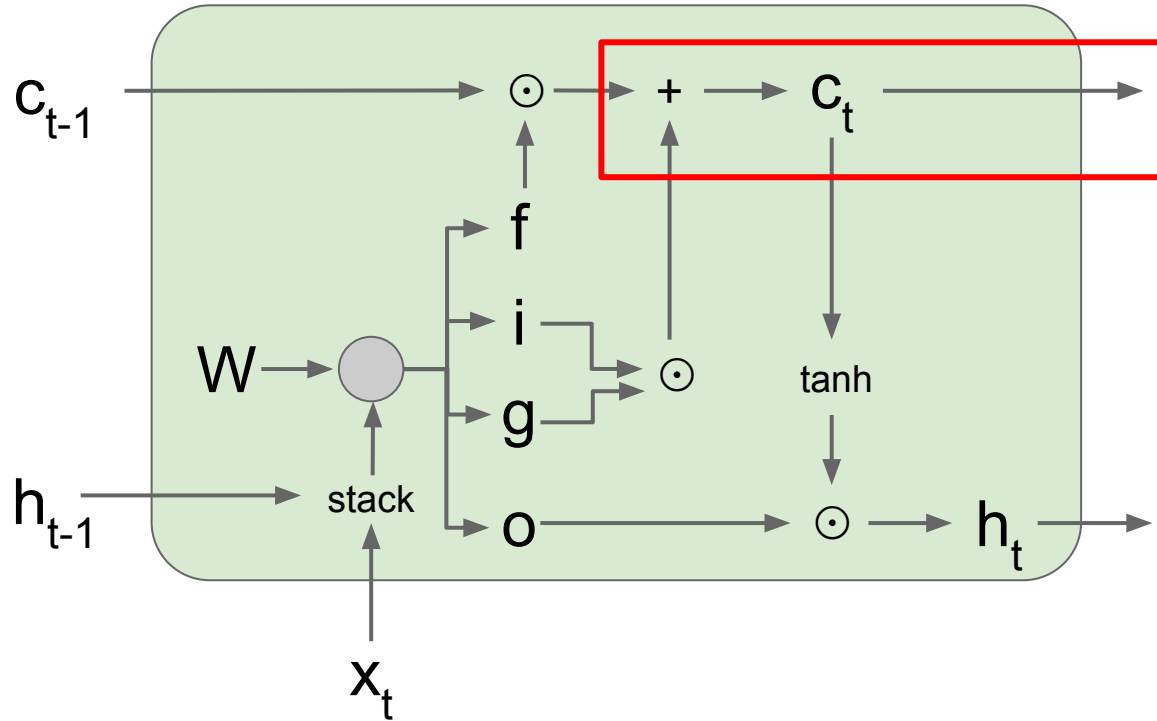 c_{t-1} ⊙ + c_t
f
i
W ⊙ tanh
g
h_{t-1} stack o ⊙ h_t
x_t